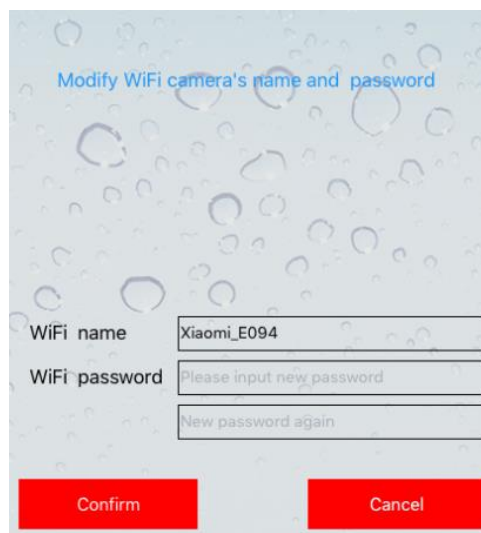 Modify WiFi camera's name and password
WiFi name
Xiaomi_E094
WiFi password
Please input new password
New password again
Confirm
Cancel